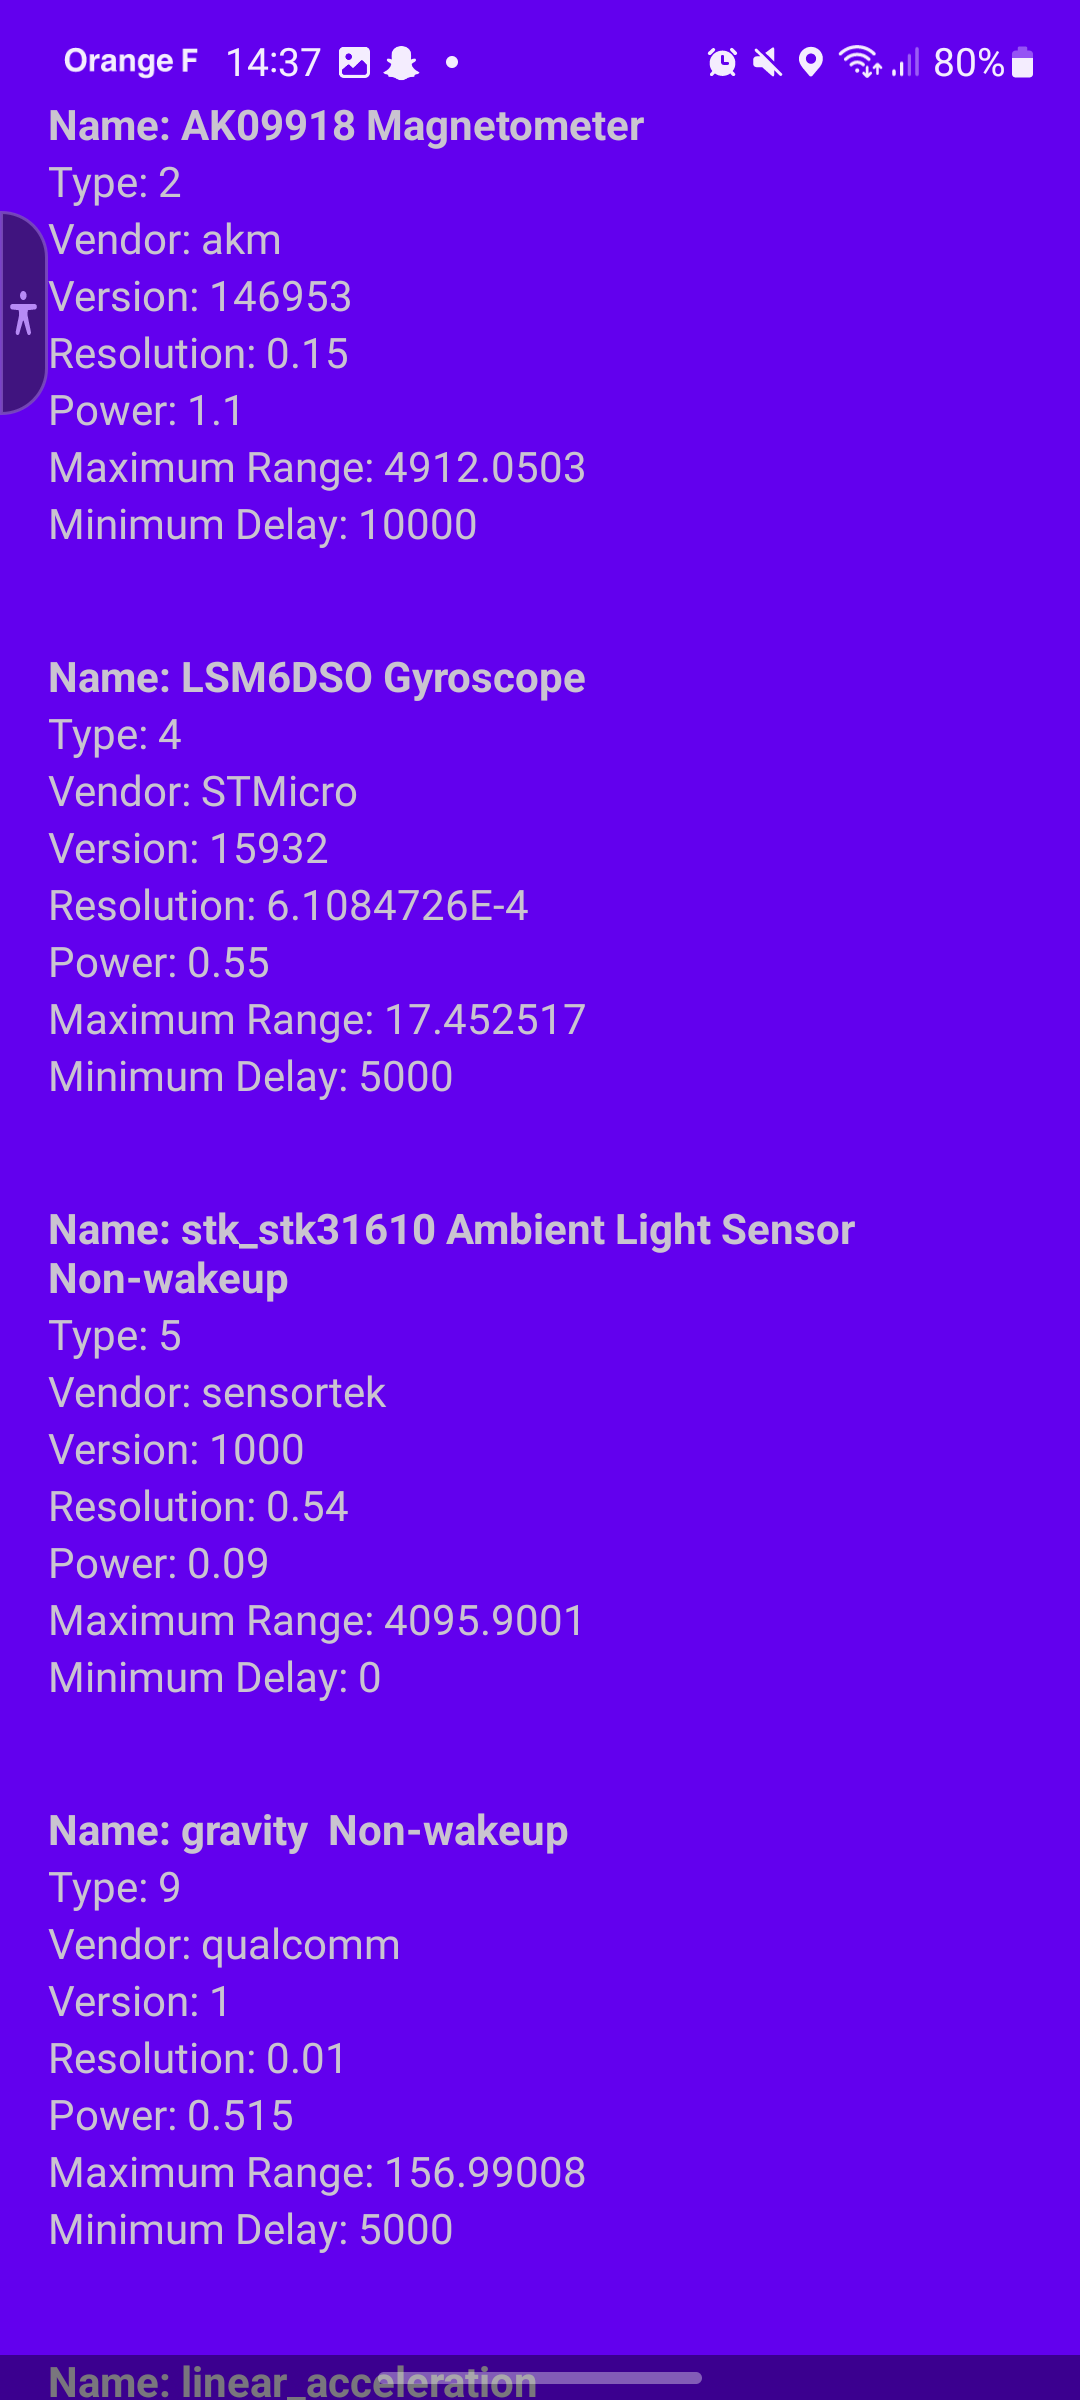 Orange F 14:37 80%
Name: AK09918 Magnetometer
Type: 2
Vendor: akm
Version: 146953
Resolution: 0.15
Power: 1.1
Maximum Range: 4912.0503
Minimum Delay: 10000
Name: LSM6DSO Gyroscope
Type: 4
Vendor: STMicro
Version: 15932
Resolution: 6.1084726E-4
Power: 0.55
Maximum Range: 17.452517
Minimum Delay: 5000
Name: stk_stk31610 Ambient Light Sensor
Non-wakeup
Type: 5
Vendor: sensortek
Version: 1000
Resolution: 0.54
Power: 0.09
Maximum Range: 4095.9001
Minimum Delay: 0
Name: gravity  Non-wakeup
Type: 9
Vendor: qualcomm
Version: 1
Resolution: 0.01
Power: 0.515
Maximum Range: 156.99008
Minimum Delay: 5000
Name: linear_acceleration